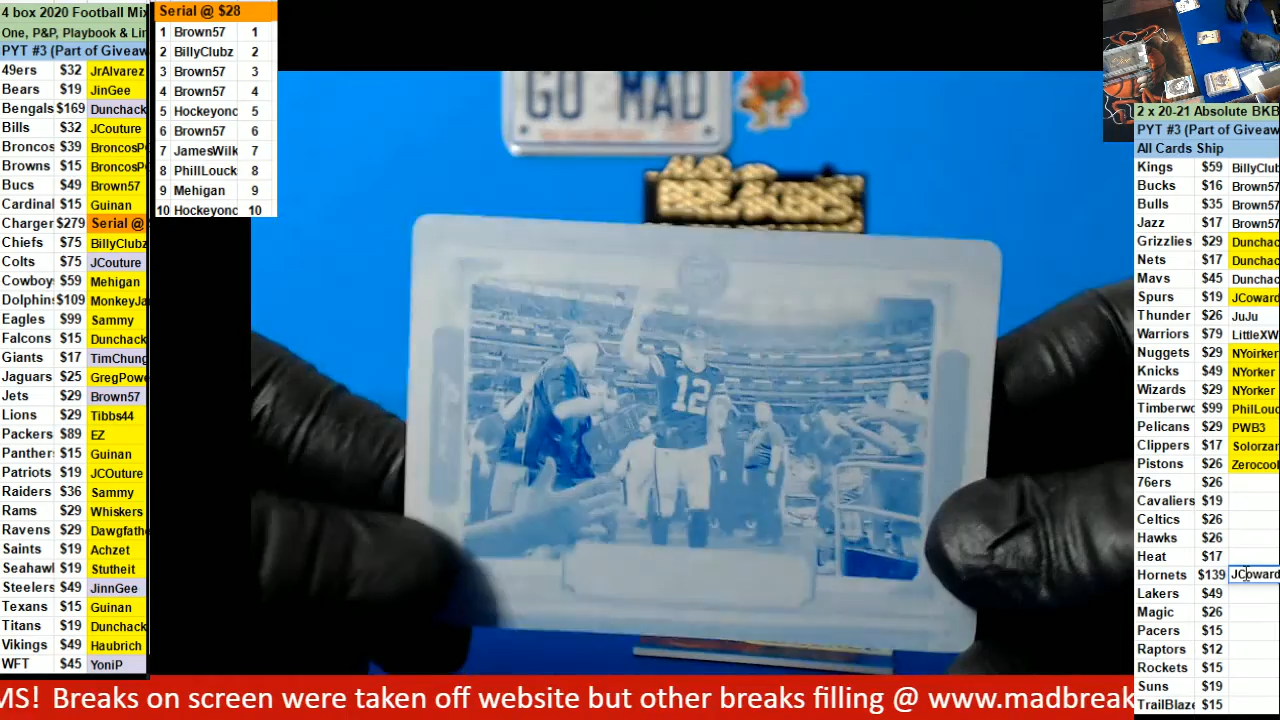 4 box 2020 Football Mix
One, P&P, Playbook & Lim
PYT #3 (Part of Giveaw
49ers $32 JrAlvarez
Bears $19 JinGee
Bengals $169 Dunchack
Bills $32 JCouture
Broncos $39 BroncosPo
Browns $15 BroncosPo
Bucs $49 Brown57
Cardinal $15 Guinan
Charger $279 Serial @
Chiefs $75 BillyClubz
Colts $75 JCouture
Cowboy $59 Mehigan
Dolphin $109 MonkeyJa
Eagles $99 Sammy
Falcons $15 Dunchack
Giants $17 TimChung
Jaguars $25 GregPowe
Jets $29 Brown57
Lions $29 Tibbs44
Packers $89 EZ
Panther $15 Guinan
Patriots $19 JCOuture
Raiders $36 Sammy
Rams $29 Whiskers
Ravens $29 Dawgfath
Saints $19 Achzet
Seahawl $19 Stutheit
Steelers $49 JinnGee
Texans $15 Guinan
Titans $19 Dunchack
Vikings $49 Haubrich
WFT $45 YoniP
Serial @ $28
1 Brown57 1
2 BillyClubz 2
3 Brown57 3
4 Brown57 4
5 Hockeyonc 5
6 Brown57 6
7 JamesWilk 7
8 PhillLouck 8
9 Mehigan 9
10 Hockeyonc 10
GO MAD
BREAKERS
12
2 x 20-21 Absolute BKB
PYT #3 (Part of Giveaw
All Cards Ship
Kings $59 BillyClub
Bucks $16 Brown57
Bulls $35 Brown57
Jazz $17 Brown57
Grizzlies $29 Dunchac
Nets $17 Dunchac
Mavs $45 Dunchac
Spurs $19 JCoward
Thunder $26 JuJu
Warriors $79 LittleXW
Nuggets $29 NYoirker
Knicks $49 NYorker
Wizards $29 NYorker
Timberwo $99 PhilLouc
Pelicans $29 PWB3
Clippers $17 Solorzan
Pistons $26 Zerocool
76ers $26
Cavaliers $19
Celtics $26
Hawks $26
Heat $17
Hornets $139 JCoward
Lakers $49
Magic $26
Pacers $15
Raptors $12
Rockets $15
Suns $19
TrailBlaze $15
MS! Breaks on screen were taken off website but other breaks filling @ www.madbreak